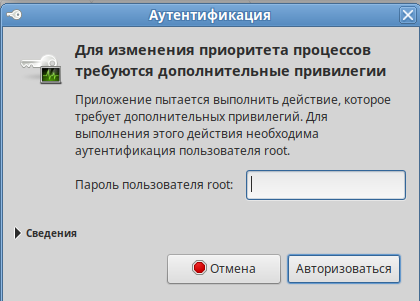 Аутентификация
Для изменения приоритета процессов
требуются дополнительные привилегии
Приложение пытается выполнить действие, которое
требует дополнительных привилегий. Для
выполнения этого действия необходима
аутентификация пользователя root.
Пароль пользователя root:
Сведения
Отмена
Авторизоваться